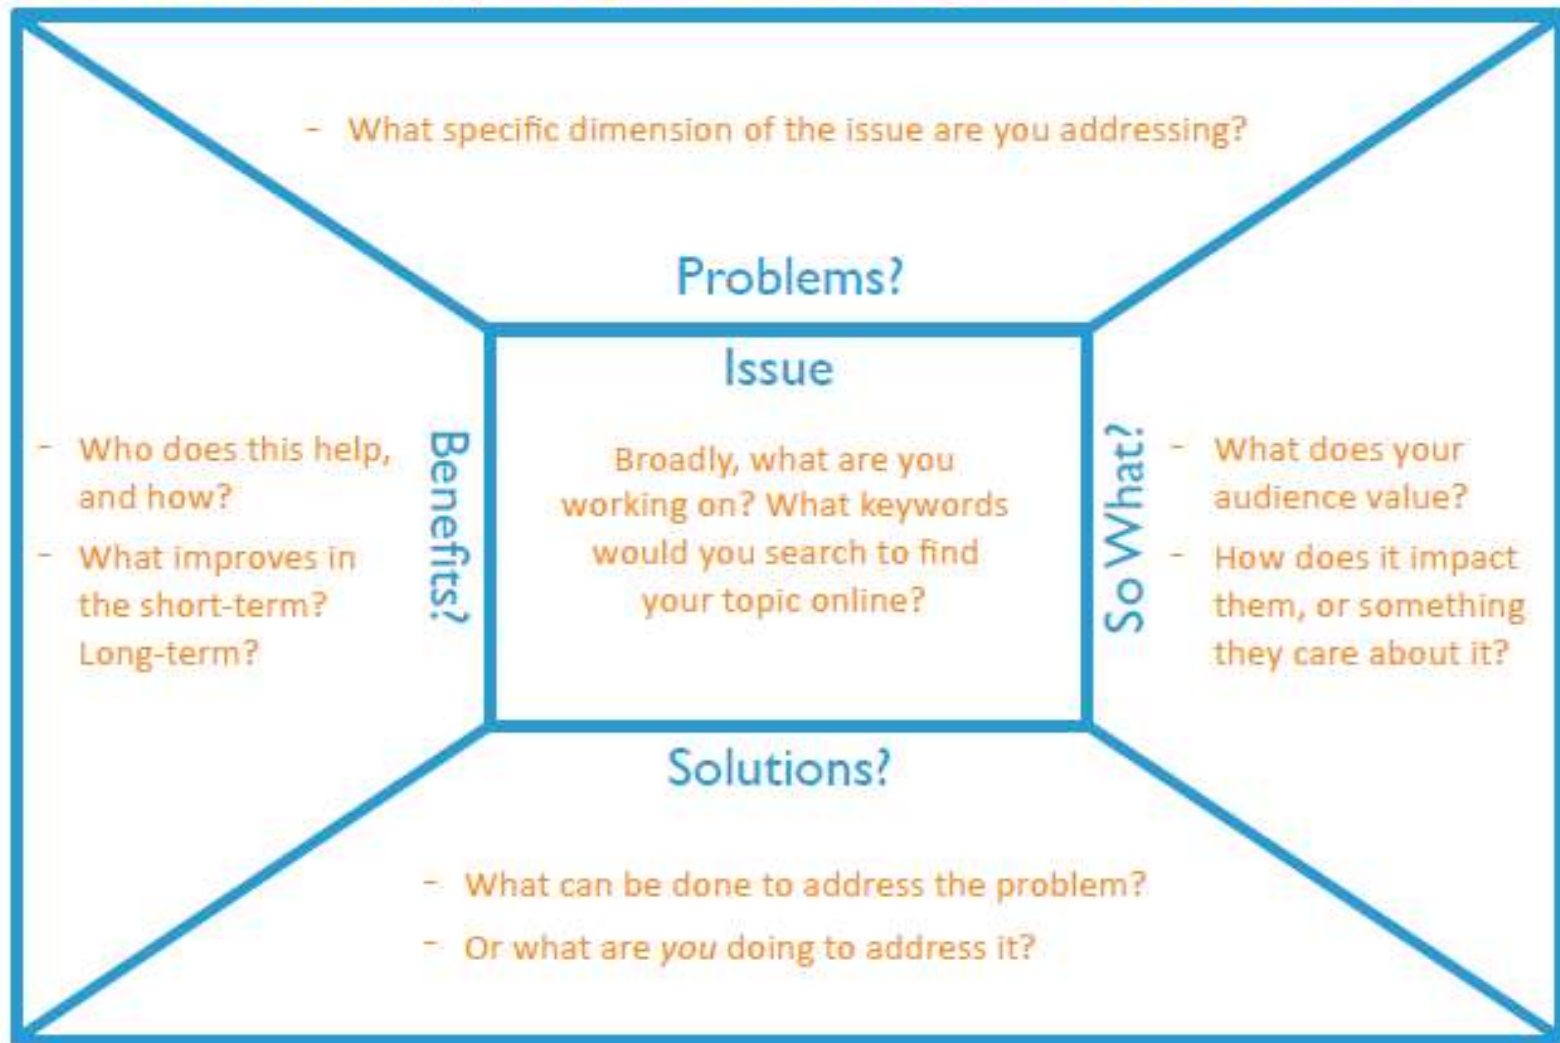 - What specific dimension of the issue are you addressing?
Problems?
Issue
Broadly, what are you
working on? What keywords
would you search to find
your topic online?
Benefits?
- Who does this help,
and how?
- What improves in
the short-term?
Long-term?
So What?
- What does your
audience value?
- How does it impact
them, or something
they care about it?
Solutions?
- What can be done to address the problem?
- Or what are you doing to address it?